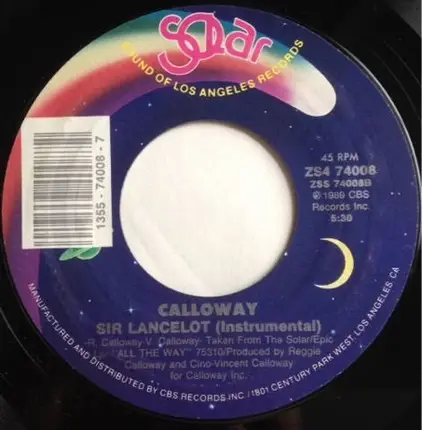 Solar
SOUND OF LOS ANGELES RECORDS
1355-74008-7
45 RPM
ZS4 74008
ZSS 74008B
℗ 1989 CBS
Records Inc.
5:30
CALLOWAY
SIR LANCELOT (Instrumental)
-R. Calloway-V. Calloway- Taken From The Solar/Epic
"ALL THE WAY" 75310/Produced by Reggie
Calloway and Cino-Vincent Calloway
for Calloway Inc.
MANUFACTURED AND DISTRIBUTED BY CBS RECORDS INC./1801 CENTURY PARK WEST, LOS ANGELES, CA